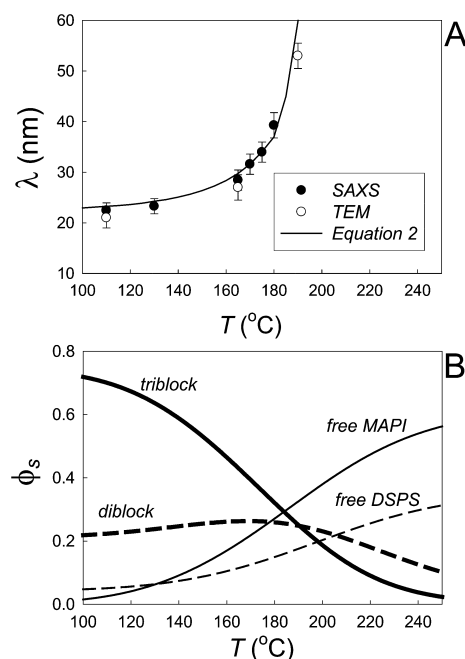 A
60
50
40
30
20
10
λ (nm)
SAXS
TEM
Equation 2
100 120 140 160 180 200 220 240
T (°C)
B
0.8
0.6
0.4
0.2
0.0
ϕs
triblock
free MAPI
diblock
free DSPS
100 120 140 160 180 200 220 240
T (°C)